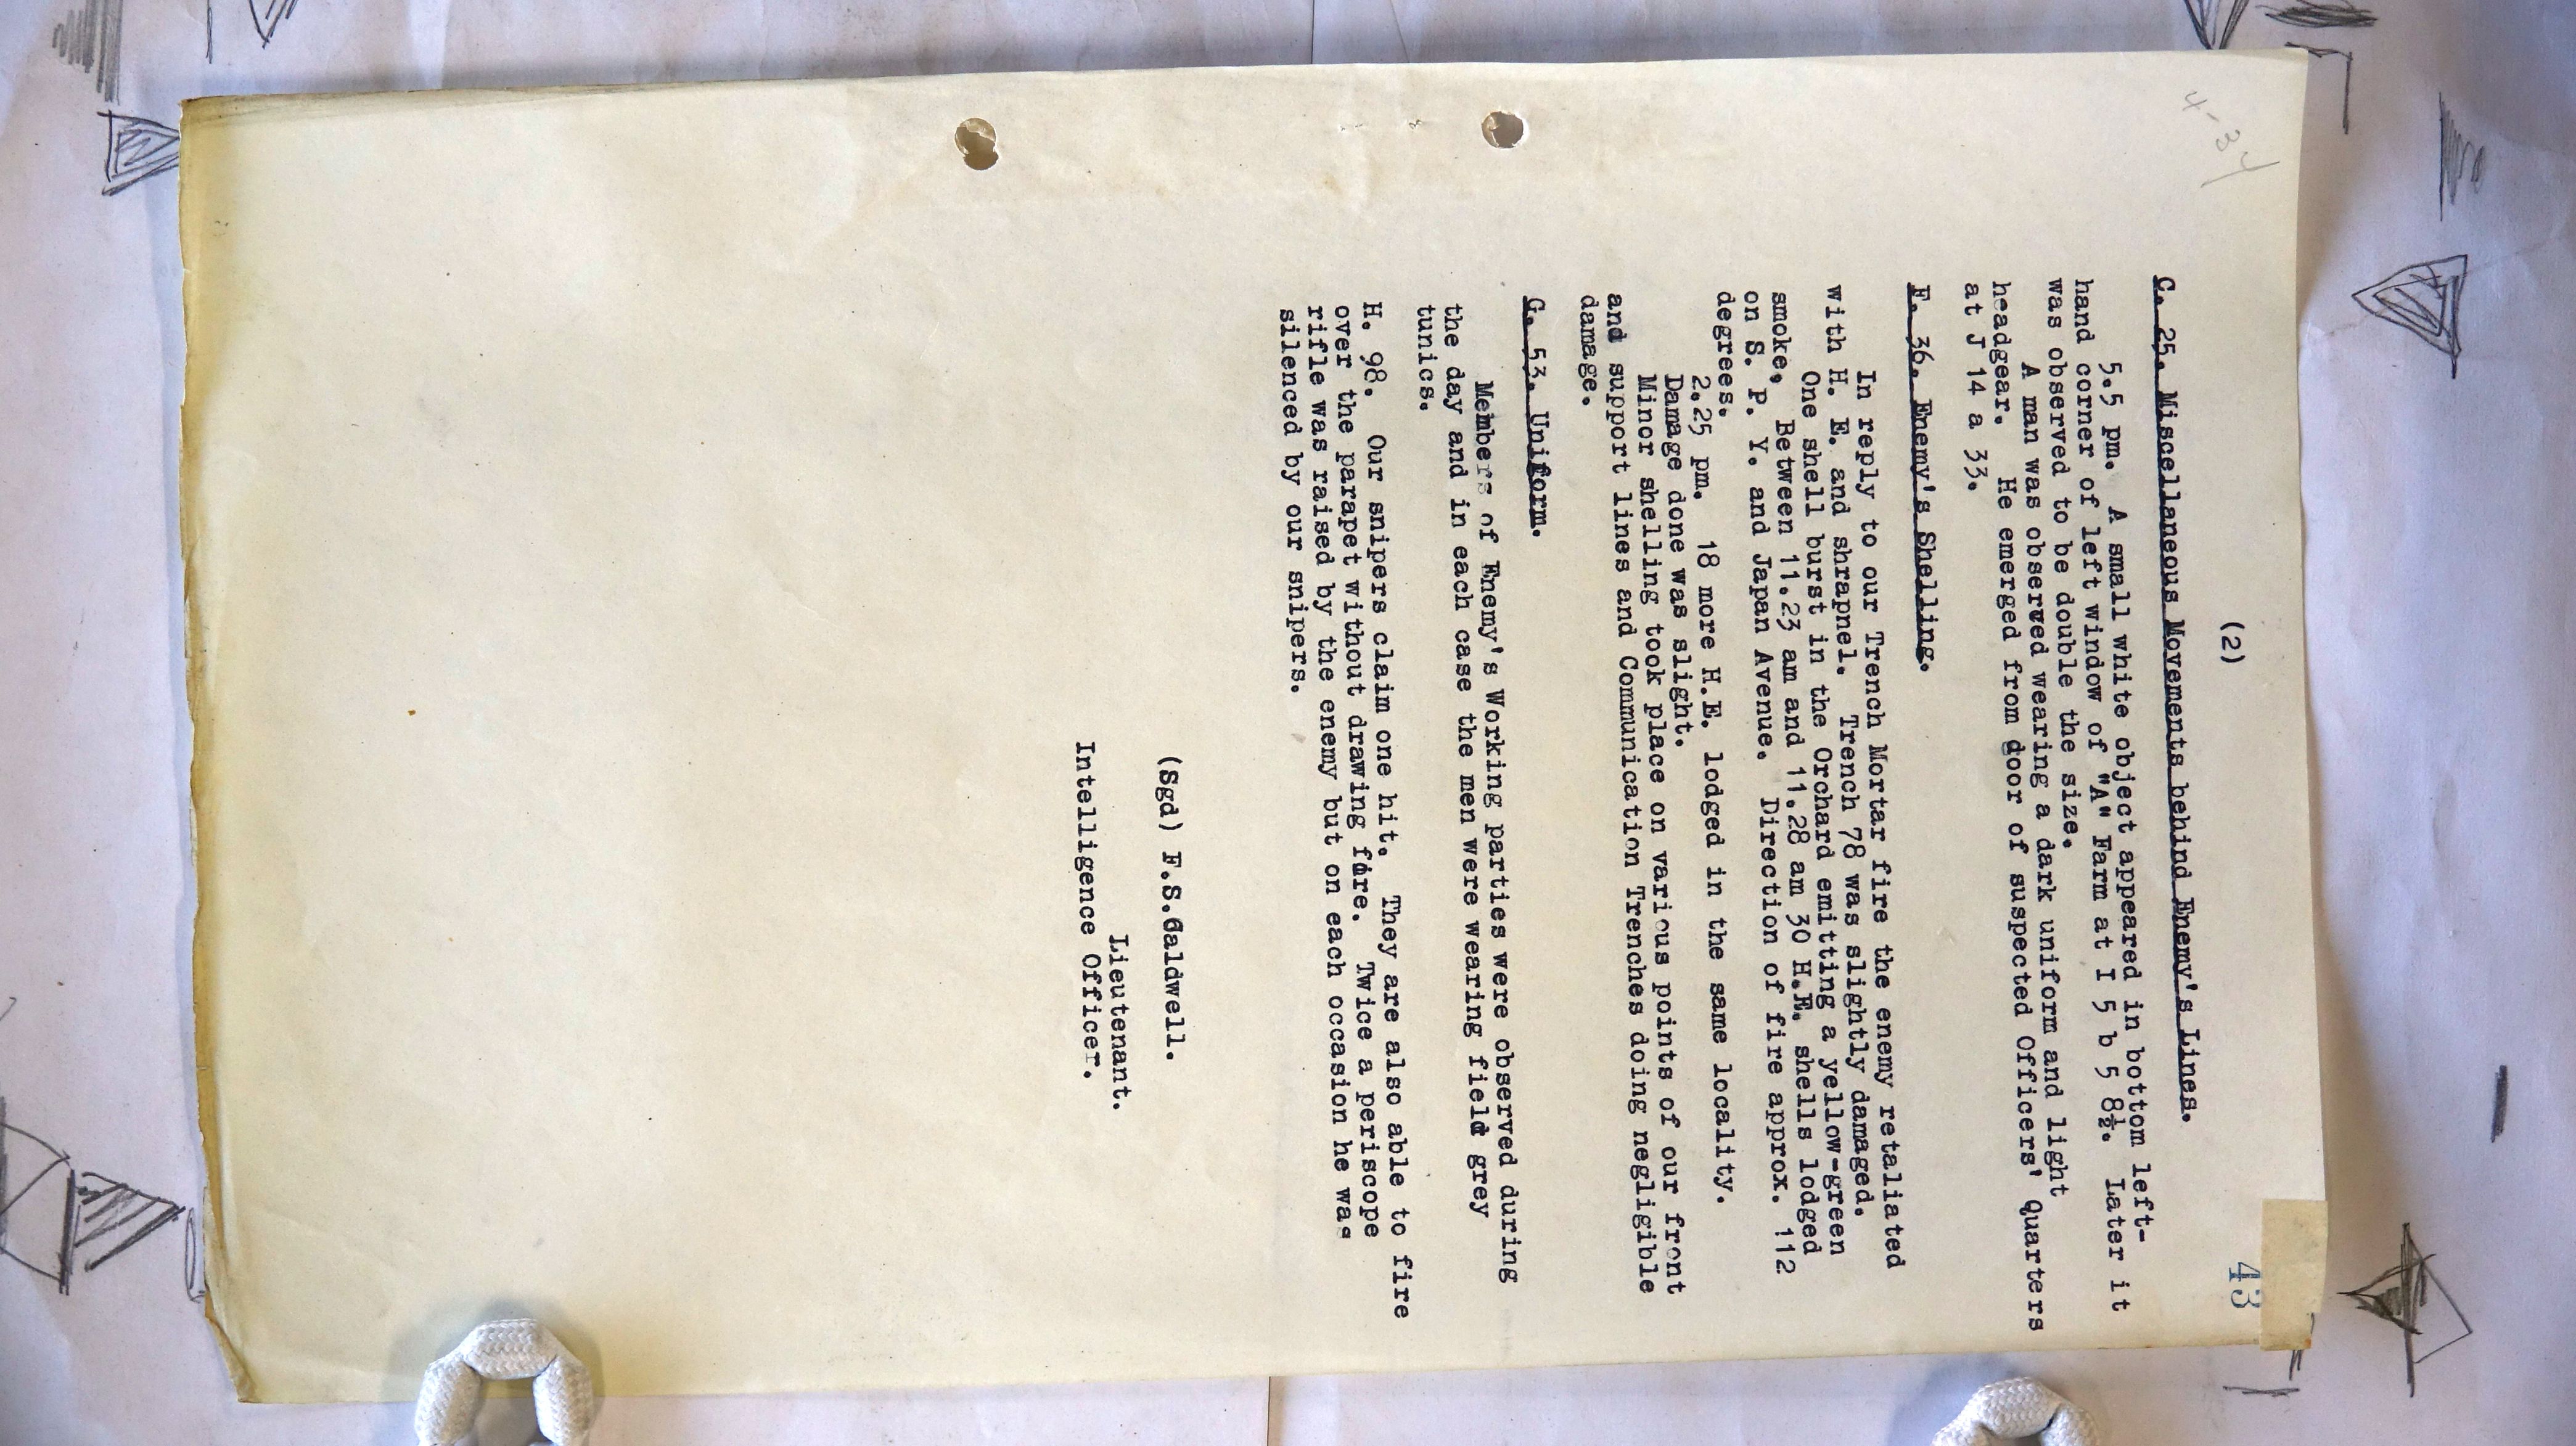 (2)
43
4-34
C. 25. Miscellaneous Movements behind Enemy's Lines.
5.5 pm. A small white object appeared in bottom left-
hand corner of left window of "A" Farm at I 5 b 5 8½. Later it
was observed to be double the size.
A man was observed wearing a dark uniform and light
headgear. He emerged from door of suspected Officers' Quarters
at J 14 a 33.
F. 36. Enemy's Shelling.
In reply to our Trench Mortar fire the enemy retaliated
with H. E. and shrapnel. Trench 78 was slightly damaged.
One shell burst in the Orchard emitting a yellow-green
smoke. Between 11.23 am and 11.28 am 30 H.E. shells lodged
on S. P. Y. and Japan Avenue. Direction of fire approx. 112
degrees.
2.25 pm. 18 more H.E. lodged in the same locality.
Damage done was slight.
Minor shelling took place on various points of our front
and support lines and Communication Trenches doing negligible
damage.
G. 53. Uniform.
Members of Enemy's Working parties were observed during
the day and in each case the men were wearing field grey
tunics.
H. 98. Our snipers claim one hit. They are also able to fire
over the parapet without drawing fire. Twice a periscope
rifle was raised by the enemy but on each occasion he was
silenced by our snipers.
(Sgd) F.S.Galdwell.
Lieutenant.
Intelligence Officer.